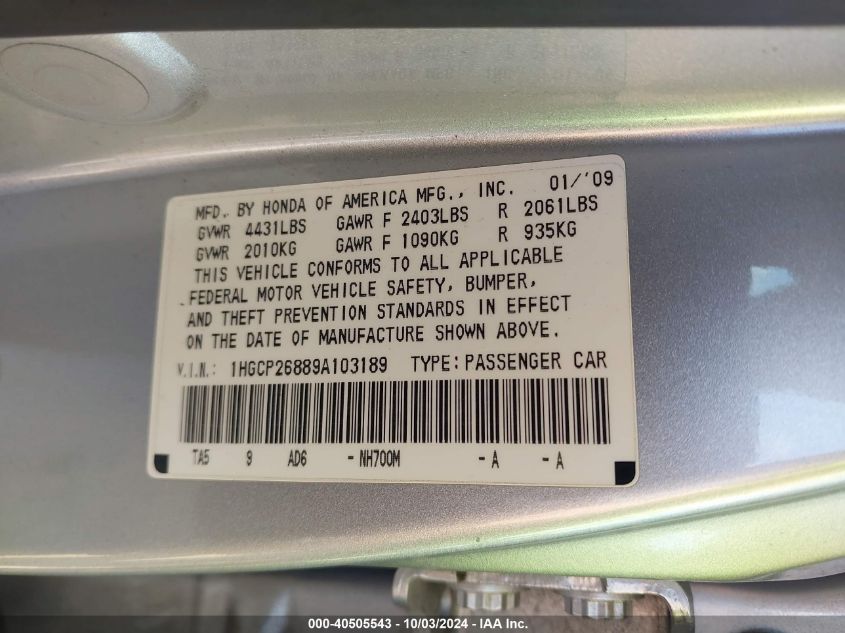 MFD. BY HONDA OF AMERICA MFG., INC. 01/'09
GVWR 4431LBS GAWR F 2403LBS R 2061LBS
GVWR 2010KG GAWR F 1090KG R 935KG
THIS VEHICLE CONFORMS TO ALL APPLICABLE
FEDERAL MOTOR VEHICLE SAFETY, BUMPER,
AND THEFT PREVENTION STANDARDS IN EFFECT
ON THE DATE OF MANUFACTURE SHOWN ABOVE.
V.I.N.: 1HGCP26889A103189 TYPE: PASSENGER CAR
TA5 9 AD6 - NH700M - A - A
000-40505543 - 10/03/2024 - IAA Inc.